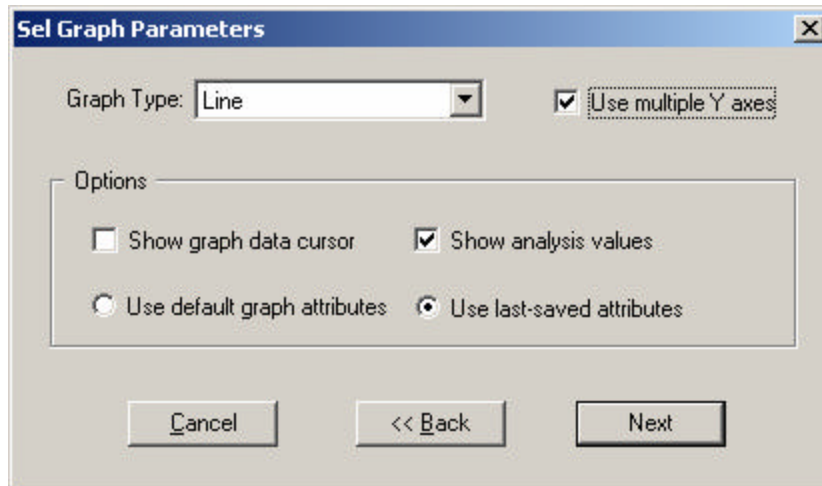 Sel Graph Parameters
Graph Type: Line
Use multiple Y axes
Options
Show graph data cursor
Show analysis values
Use default graph attributes
Use last-saved attributes
Cancel
<< Back
Next